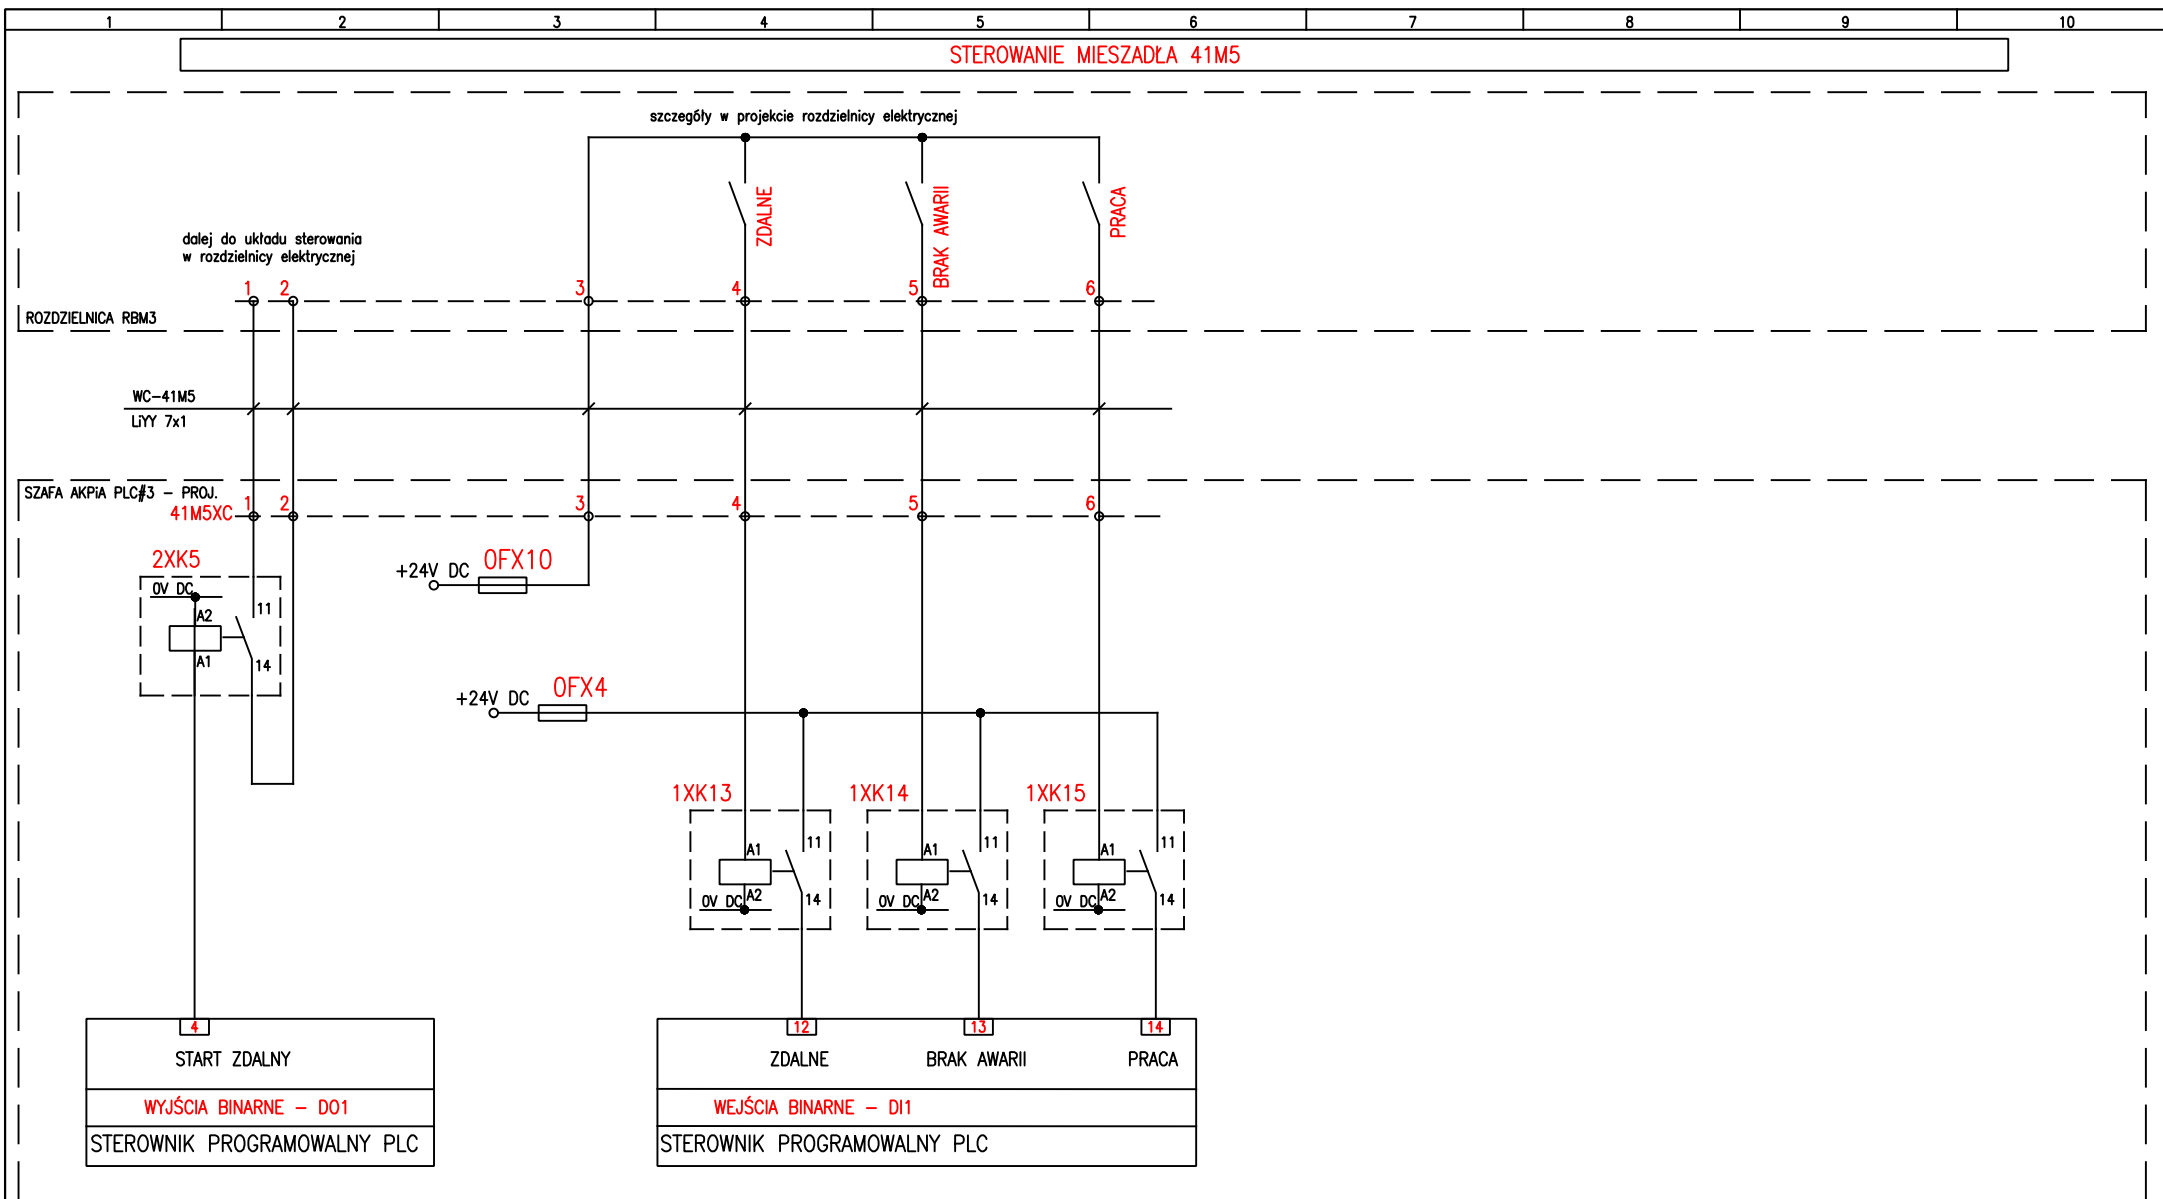 1 2 3 4 5 6 7 8 9 10
STEROWANIE MIESZADŁA 41M5
szczegóły w projekcie rozdzielnicy elektrycznej
ZDALNE
BRAK AWARII
PRACA
dalej do układu sterowania
w rozdzielnicy elektrycznej
1 2 3 4 5 6
ROZDZIELNICA RBM3
WC-41M5
LiYY 7x1
SZAFA AKPiA PLC#3 - PROJ.
41M5XC 1 2 3 4 5 6
2XK5
0V DC
A2
A1
11
14
+24V DC 0FX10
+24V DC 0FX4
1XK13 1XK14 1XK15
A1 11 A1 11 A1 11
0V DC A2 14 0V DC A2 14 0V DC A2 14
4
START ZDALNY
WYJŚCIA BINARNE - DO1
STEROWNIK PROGRAMOWALNY PLC
12 13 14
ZDALNE BRAK AWARII PRACA
WEJŚCIA BINARNE - DI1
STEROWNIK PROGRAMOWALNY PLC